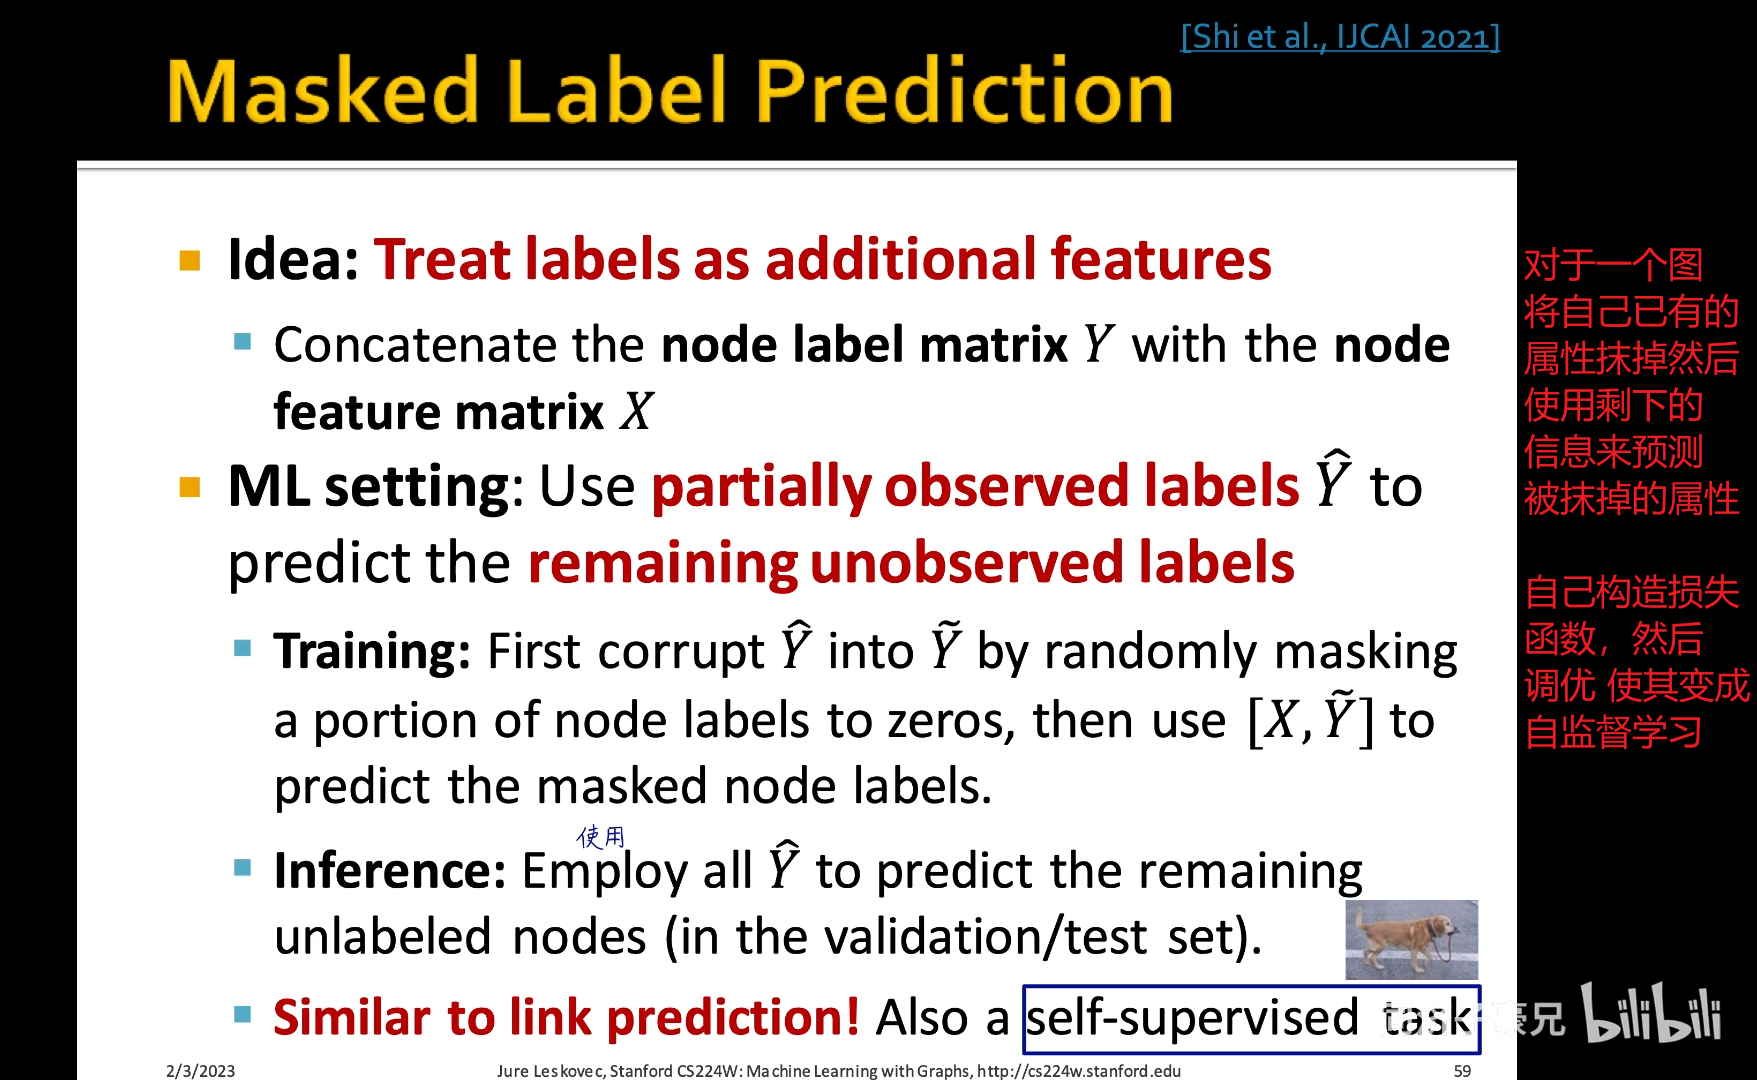 [Shi et al., IJCAI 2021]
Masked Label Prediction
Idea: Treat labels as additional features
Concatenate the node label matrix Y with the node
feature matrix X
ML setting: Use partially observed labels Ŷ to
predict the remaining unobserved labels
Training: First corrupt Ŷ into Ỹ by randomly masking
a portion of node labels to zeros, then use [X, Ỹ] to
predict the masked node labels.
使用
Inference: Employ all Ŷ to predict the remaining
unlabeled nodes (in the validation/test set).
Similar to link prediction! Also a self-supervised task
2/3/2023
Jure Leskovec, Stanford CS224W: Machine Learning with Graphs, http://cs224w.stanford.edu
59
对于一个图
将自己已有的
属性抹掉然后
使用剩下的
信息来预测
被抹掉的属性
自己构造损失
函数，然后
调优 使其变成
自监督学习
豪兄
bilibili